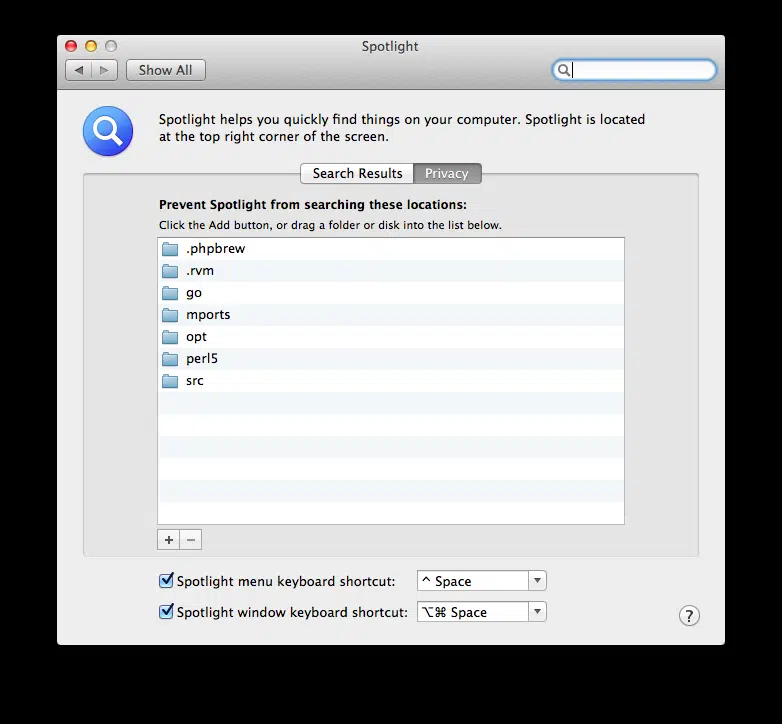 Spotlight
Show All
Spotlight helps you quickly find things on your computer. Spotlight is located
at the top right corner of the screen.
Search Results Privacy
Prevent Spotlight from searching these locations:
Click the Add button, or drag a folder or disk into the list below.
.phpbrew
.rvm
go
mports
opt
perl5
src
+ −
Spotlight menu keyboard shortcut: ^ Space
Spotlight window keyboard shortcut: ⌥⌘ Space
?